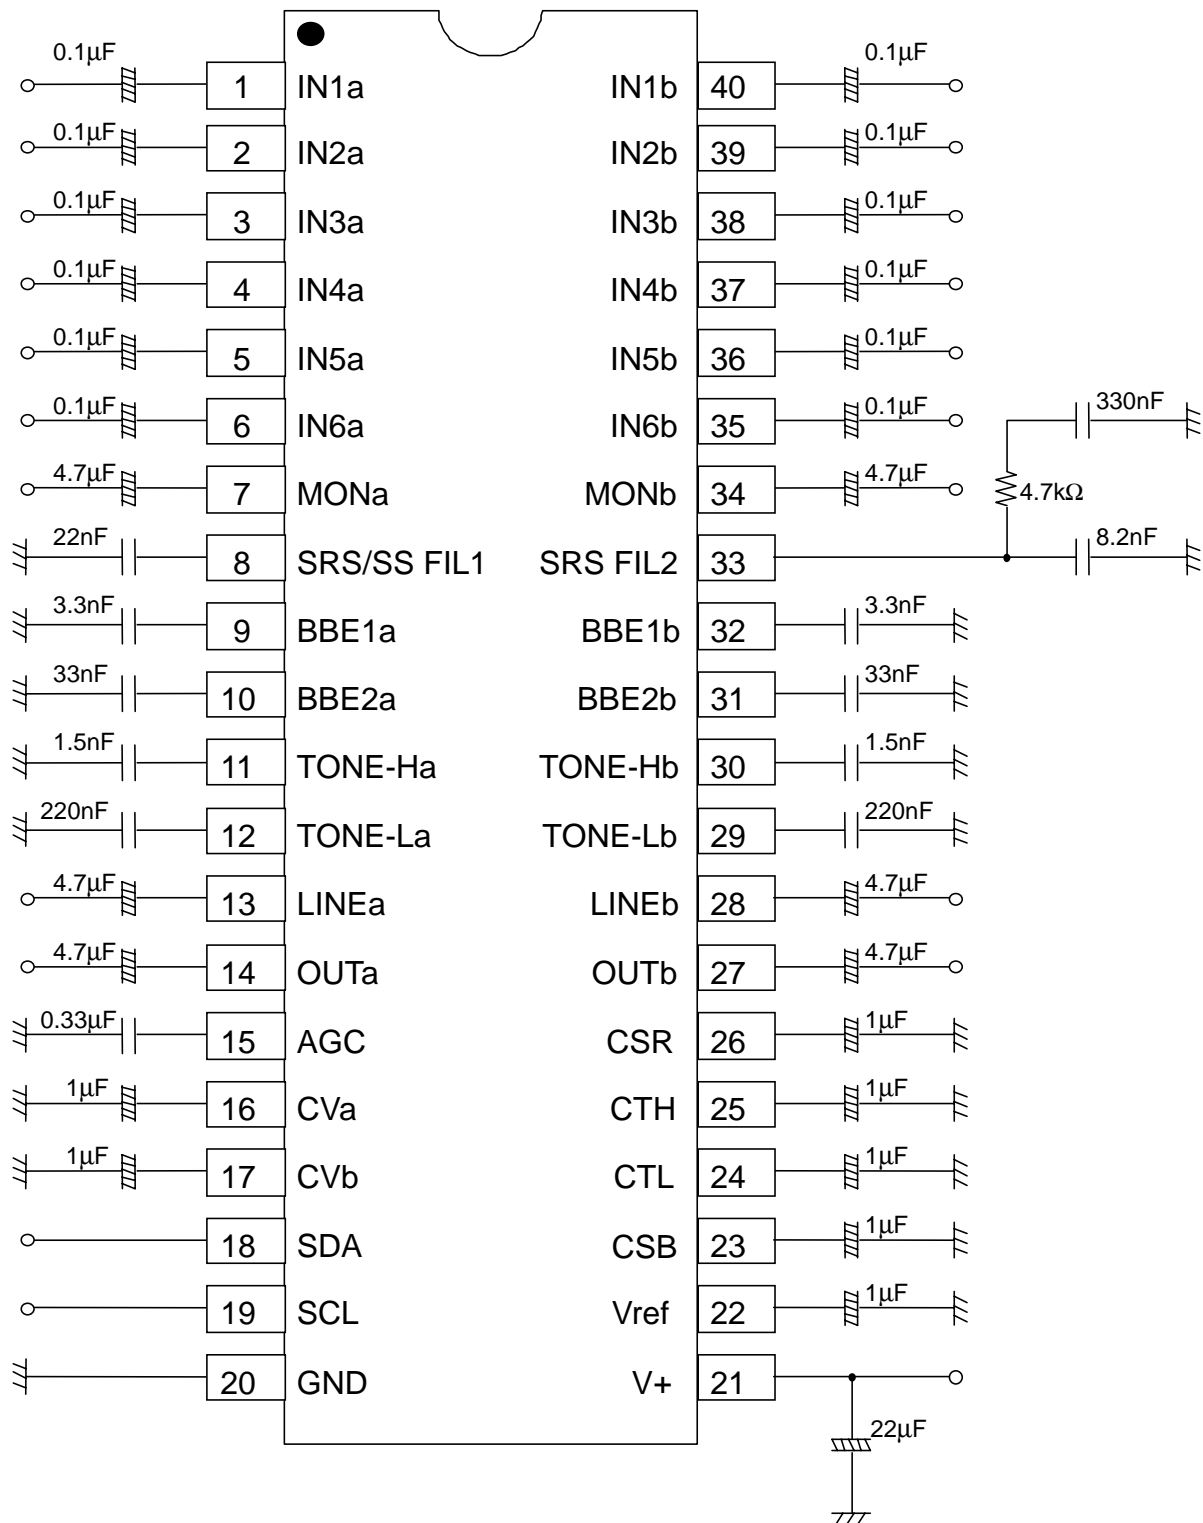 0.1µF 1 IN1a IN1b 40 0.1µF
0.1µF 2 IN2a IN2b 39 0.1µF
0.1µF 3 IN3a IN3b 38 0.1µF
0.1µF 4 IN4a IN4b 37 0.1µF
0.1µF 5 IN5a IN5b 36 0.1µF
0.1µF 6 IN6a IN6b 35 0.1µF 330nF
4.7µF 7 MONa MONb 34 4.7µF 4.7kΩ
22nF 8 SRS/SS FIL1 SRS FIL2 33 8.2nF
3.3nF 9 BBE1a BBE1b 32 3.3nF
33nF 10 BBE2a BBE2b 31 33nF
1.5nF 11 TONE-Ha TONE-Hb 30 1.5nF
220nF 12 TONE-La TONE-Lb 29 220nF
4.7µF 13 LINEa LINEb 28 4.7µF
4.7µF 14 OUTa OUTb 27 4.7µF
0.33µF 15 AGC CSR 26 1µF
1µF 16 CVa CTH 25 1µF
1µF 17 CVb CTL 24 1µF
18 SDA CSB 23 1µF
19 SCL Vref 22 1µF
20 GND V+ 21
22µF